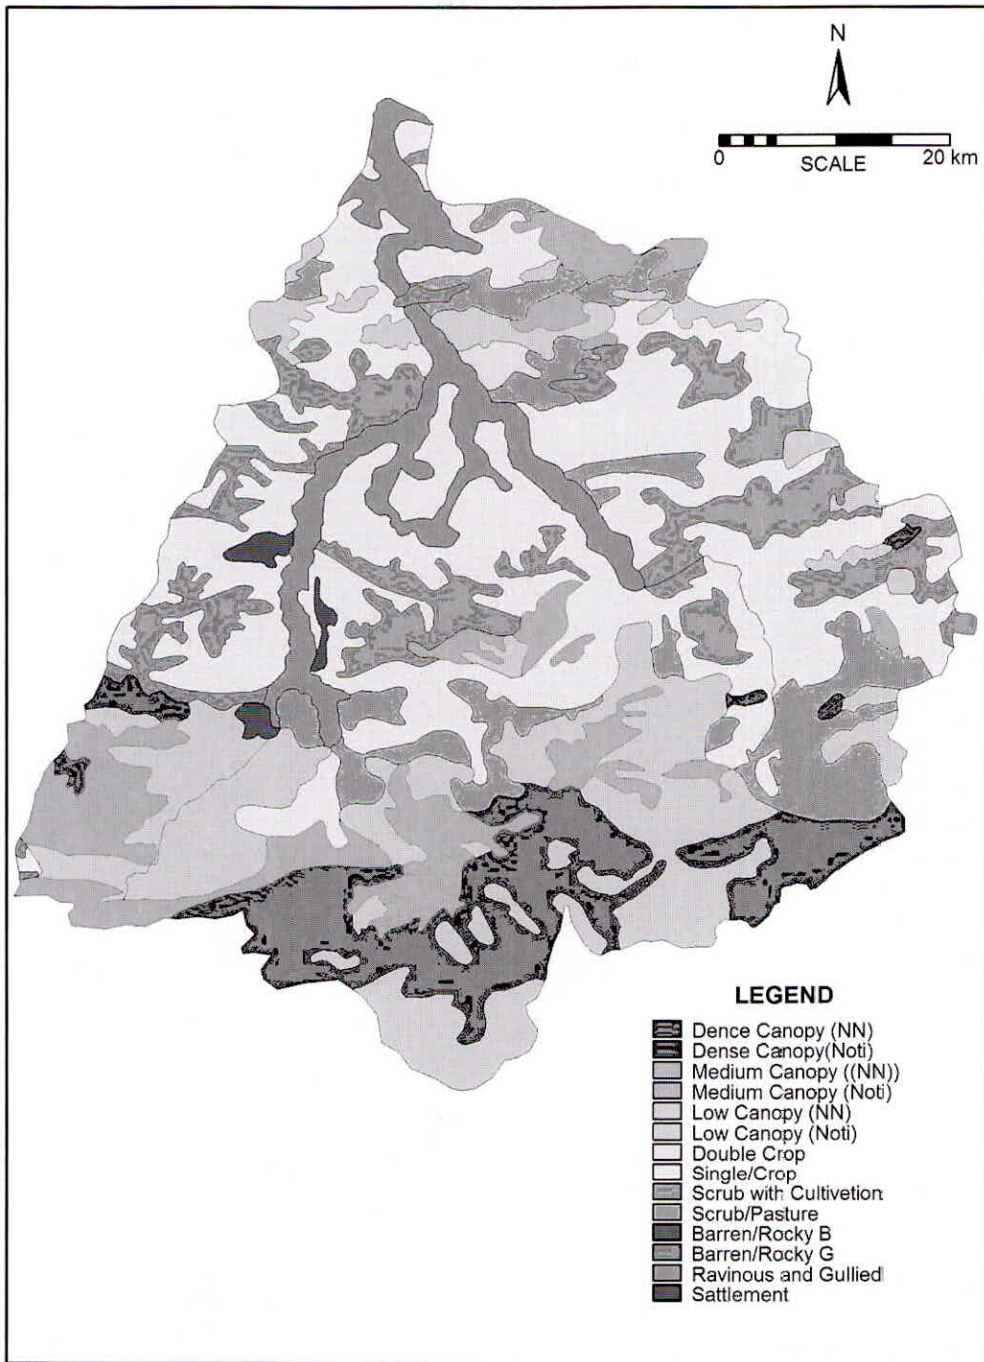 N
0 20 km
SCALE
LEGEND
Dence Canopy (NN)
Dense Canopy(Noti)
Medium Canopy ((NN))
Medium Canopy (Noti)
Low Canopy (NN)
Low Canopy (Noti)
Double Crop
Single/Crop
Scrub with Cultivetion
Scrub/Pasture
Barren/Rocky B
Barren/Rocky G
Ravinous and Gullied
Sattlement